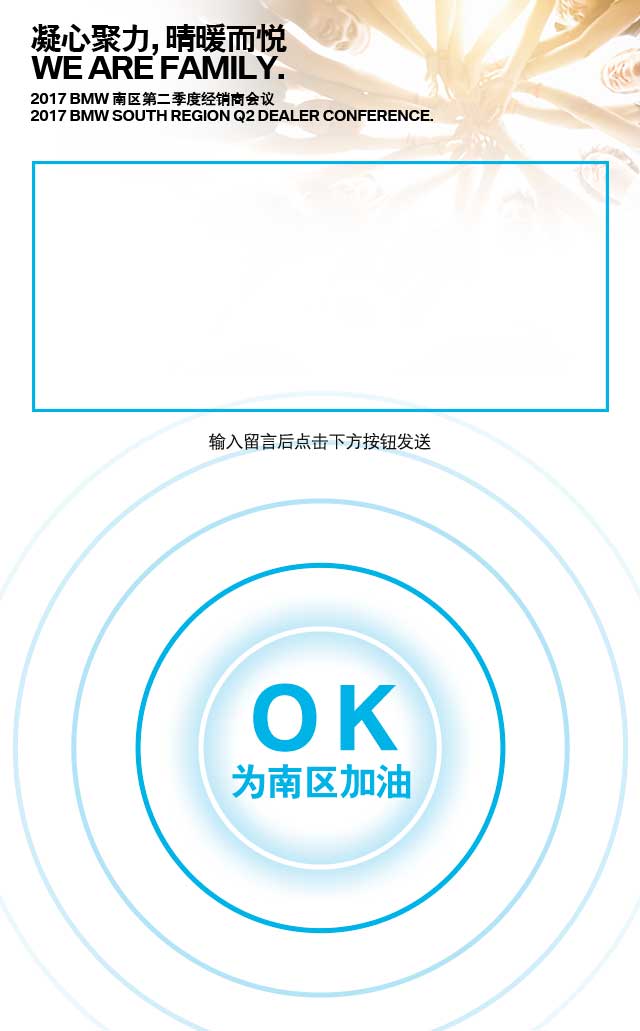 凝心聚力，晴暖而悦
WE ARE FAMILY.
2017 BMW 南区第二季度经销商会议
2017 BMW SOUTH REGION Q2 DEALER CONFERENCE.
输入留言后点击下方按钮发送
OK
为南区加油